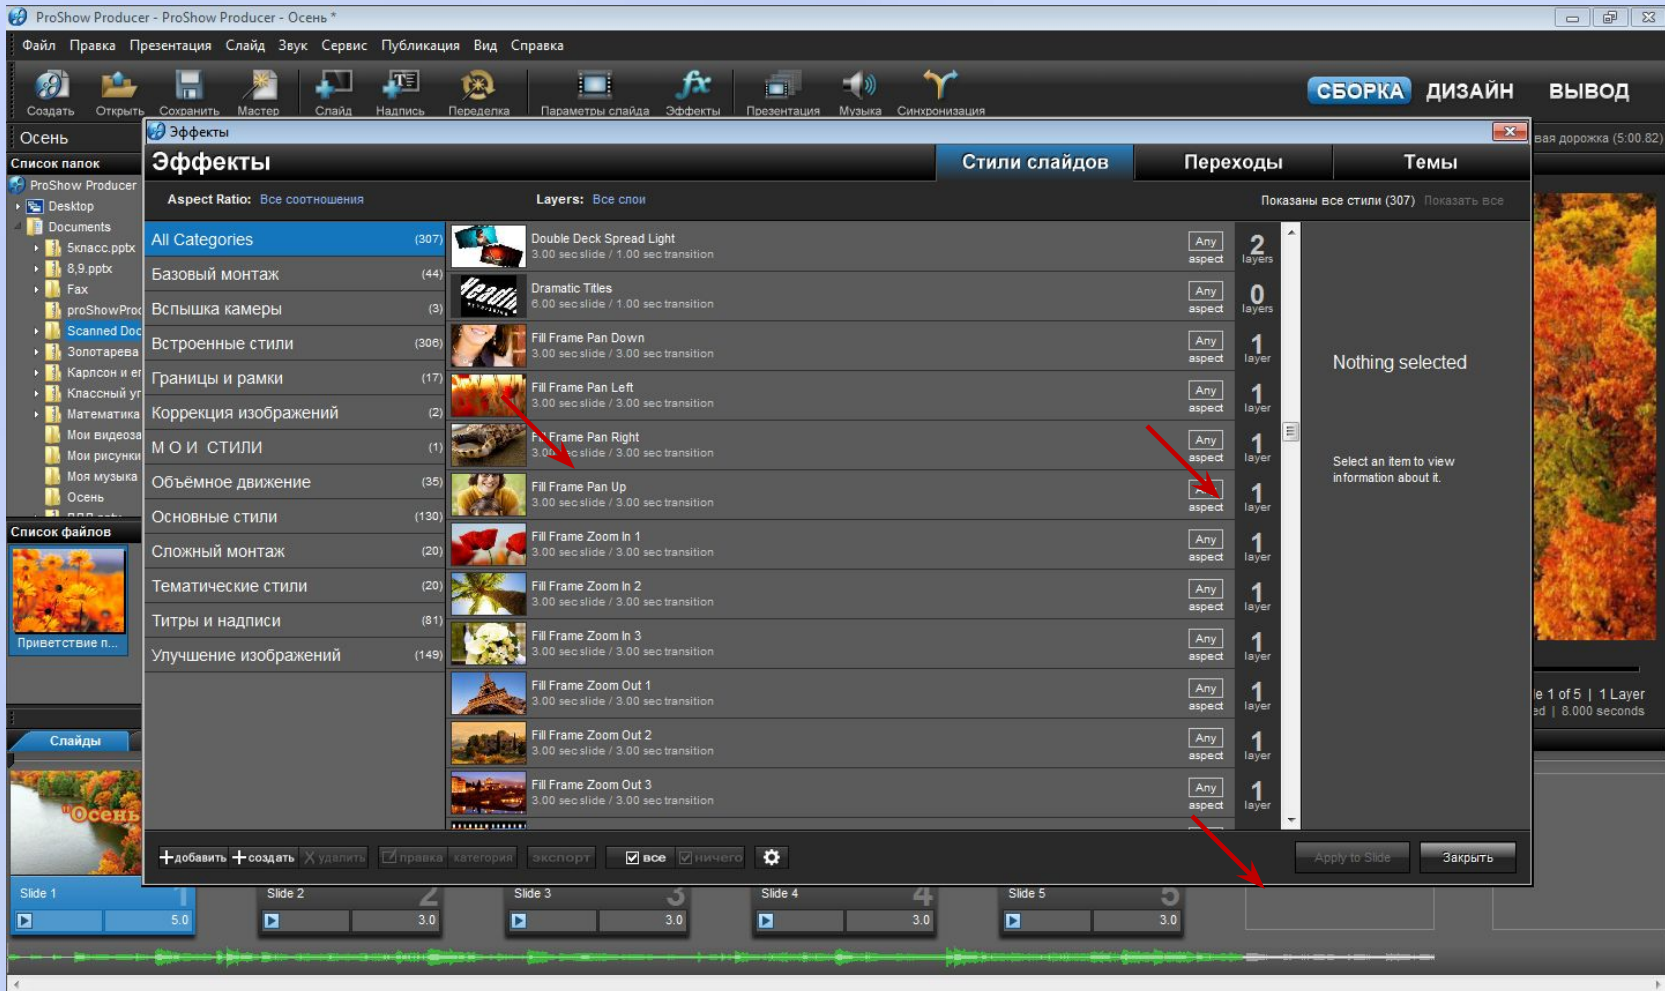 ProShow Producer - ProShow Producer - Осень *
Файл Правка Презентация Слайд Звук Сервис Публикация Вид Справка
Создать Открыть Сохранить Мастер Слайд Надпись Переделка Параметры слайда Эффекты Презентация Музыка Синхронизация
СБОРКА ДИЗАЙН ВЫВОД
Осень
вая дорожка (5:00.82)
Эффекты
Эффекты
Стили слайдов Переходы Темы
Aspect Ratio: Все соотношения Layers: Все слои Показаны все стили (307) Показать все
Список папок
ProShow Producer
Desktop
Documents
5класс.pptx
8,9.pptx
Fax
proShowProd
Scanned Doc
Золотарева
Карлсон и ег
Классный уг
Математика
Мои видеоза
Мои рисунки
Моя музыка
Осень
Список файлов
Приветствие п...
All Categories (307)
Базовый монтаж (44)
Вспышка камеры (3)
Встроенные стили (306)
Границы и рамки (17)
Коррекция изображений (2)
М О И СТИЛИ (1)
Объёмное движение (35)
Основные стили (130)
Сложный монтаж (20)
Тематические стили (20)
Титры и надписи (81)
Улучшение изображений (149)
Double Deck Spread Light
3.00 sec slide / 1.00 sec transition
Any aspect 2 layers
Dramatic Titles
6.00 sec slide / 1.00 sec transition
Any aspect 0 layers
Fill Frame Pan Down
3.00 sec slide / 3.00 sec transition
Any aspect 1 layer
Fill Frame Pan Left
3.00 sec slide / 3.00 sec transition
Any aspect 1 layer
Fill Frame Pan Right
3.00 sec slide / 3.00 sec transition
Any aspect 1 layer
Fill Frame Pan Up
3.00 sec slide / 3.00 sec transition
Any aspect 1 layer
Fill Frame Zoom In 1
3.00 sec slide / 3.00 sec transition
Any aspect 1 layer
Fill Frame Zoom In 2
3.00 sec slide / 3.00 sec transition
Any aspect 1 layer
Fill Frame Zoom In 3
3.00 sec slide / 3.00 sec transition
Any aspect 1 layer
Fill Frame Zoom Out 1
3.00 sec slide / 3.00 sec transition
Any aspect 1 layer
Fill Frame Zoom Out 2
3.00 sec slide / 3.00 sec transition
Any aspect 1 layer
Fill Frame Zoom Out 3
3.00 sec slide / 3.00 sec transition
Any aspect 1 layer
Nothing selected
Select an item to view
information about it.
le 1 of 5 | 1 Layer
ed | 8.000 seconds
добавить создать удалить правка категория экспорт все ничего
Apply to Slide Закрыть
Слайды
"Осень
Slide 1 1 Slide 2 2 Slide 3 3 Slide 4 4 Slide 5 5
5.0 3.0 3.0 3.0 3.0